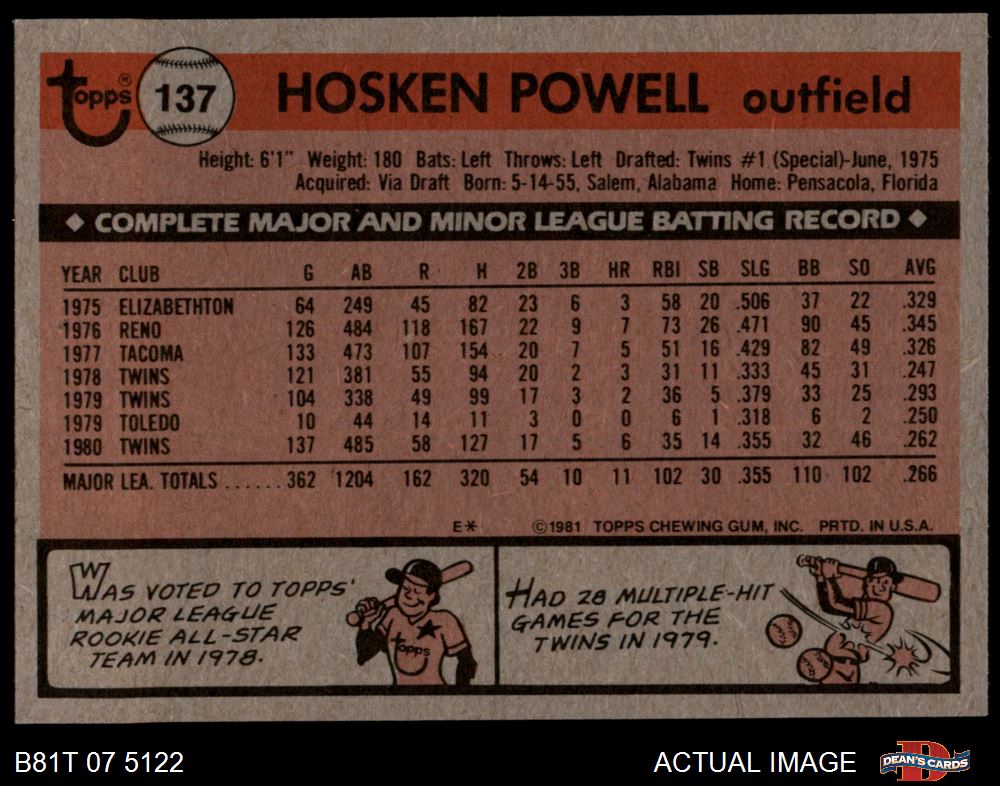 Topps® 137 HOSKEN POWELL outfield
Height: 6'1" Weight: 180 Bats: Left Throws: Left Drafted: Twins #1 (Special)-June, 1975
Acquired: Via Draft Born: 5-14-55, Salem, Alabama Home: Pensacola, Florida
◆ COMPLETE MAJOR AND MINOR LEAGUE BATTING RECORD ◆
YEAR CLUB G AB R H 2B 3B HR RBI SB SLG BB SO AVG
1975 ELIZABETHTON 64 249 45 82 23 6 3 58 20 .506 37 22 .329
1976 RENO 126 484 118 167 22 9 7 73 26 .471 90 45 .345
1977 TACOMA 133 473 107 154 20 7 5 51 16 .429 82 49 .326
1978 TWINS 121 381 55 94 20 2 3 31 11 .333 45 31 .247
1979 TWINS 104 338 49 99 17 3 2 36 5 .379 33 25 .293
1979 TOLEDO 10 44 14 11 3 0 0 6 1 .318 6 2 .250
1980 TWINS 137 485 58 127 17 5 6 35 14 .355 32 46 .262
MAJOR LEA. TOTALS ...... 362 1204 162 320 54 10 11 102 30 .355 110 102 .266
E* ©1981 TOPPS CHEWING GUM, INC. PRTD. IN U.S.A.
WAS VOTED TO TOPPS'
MAJOR LEAGUE
ROOKIE ALL-STAR
TEAM IN 1978.
Topps
HAD 28 MULTIPLE-HIT
GAMES FOR THE
TWINS IN 1979.
B81T 07 5122 ACTUAL IMAGE DEAN'S CARDS